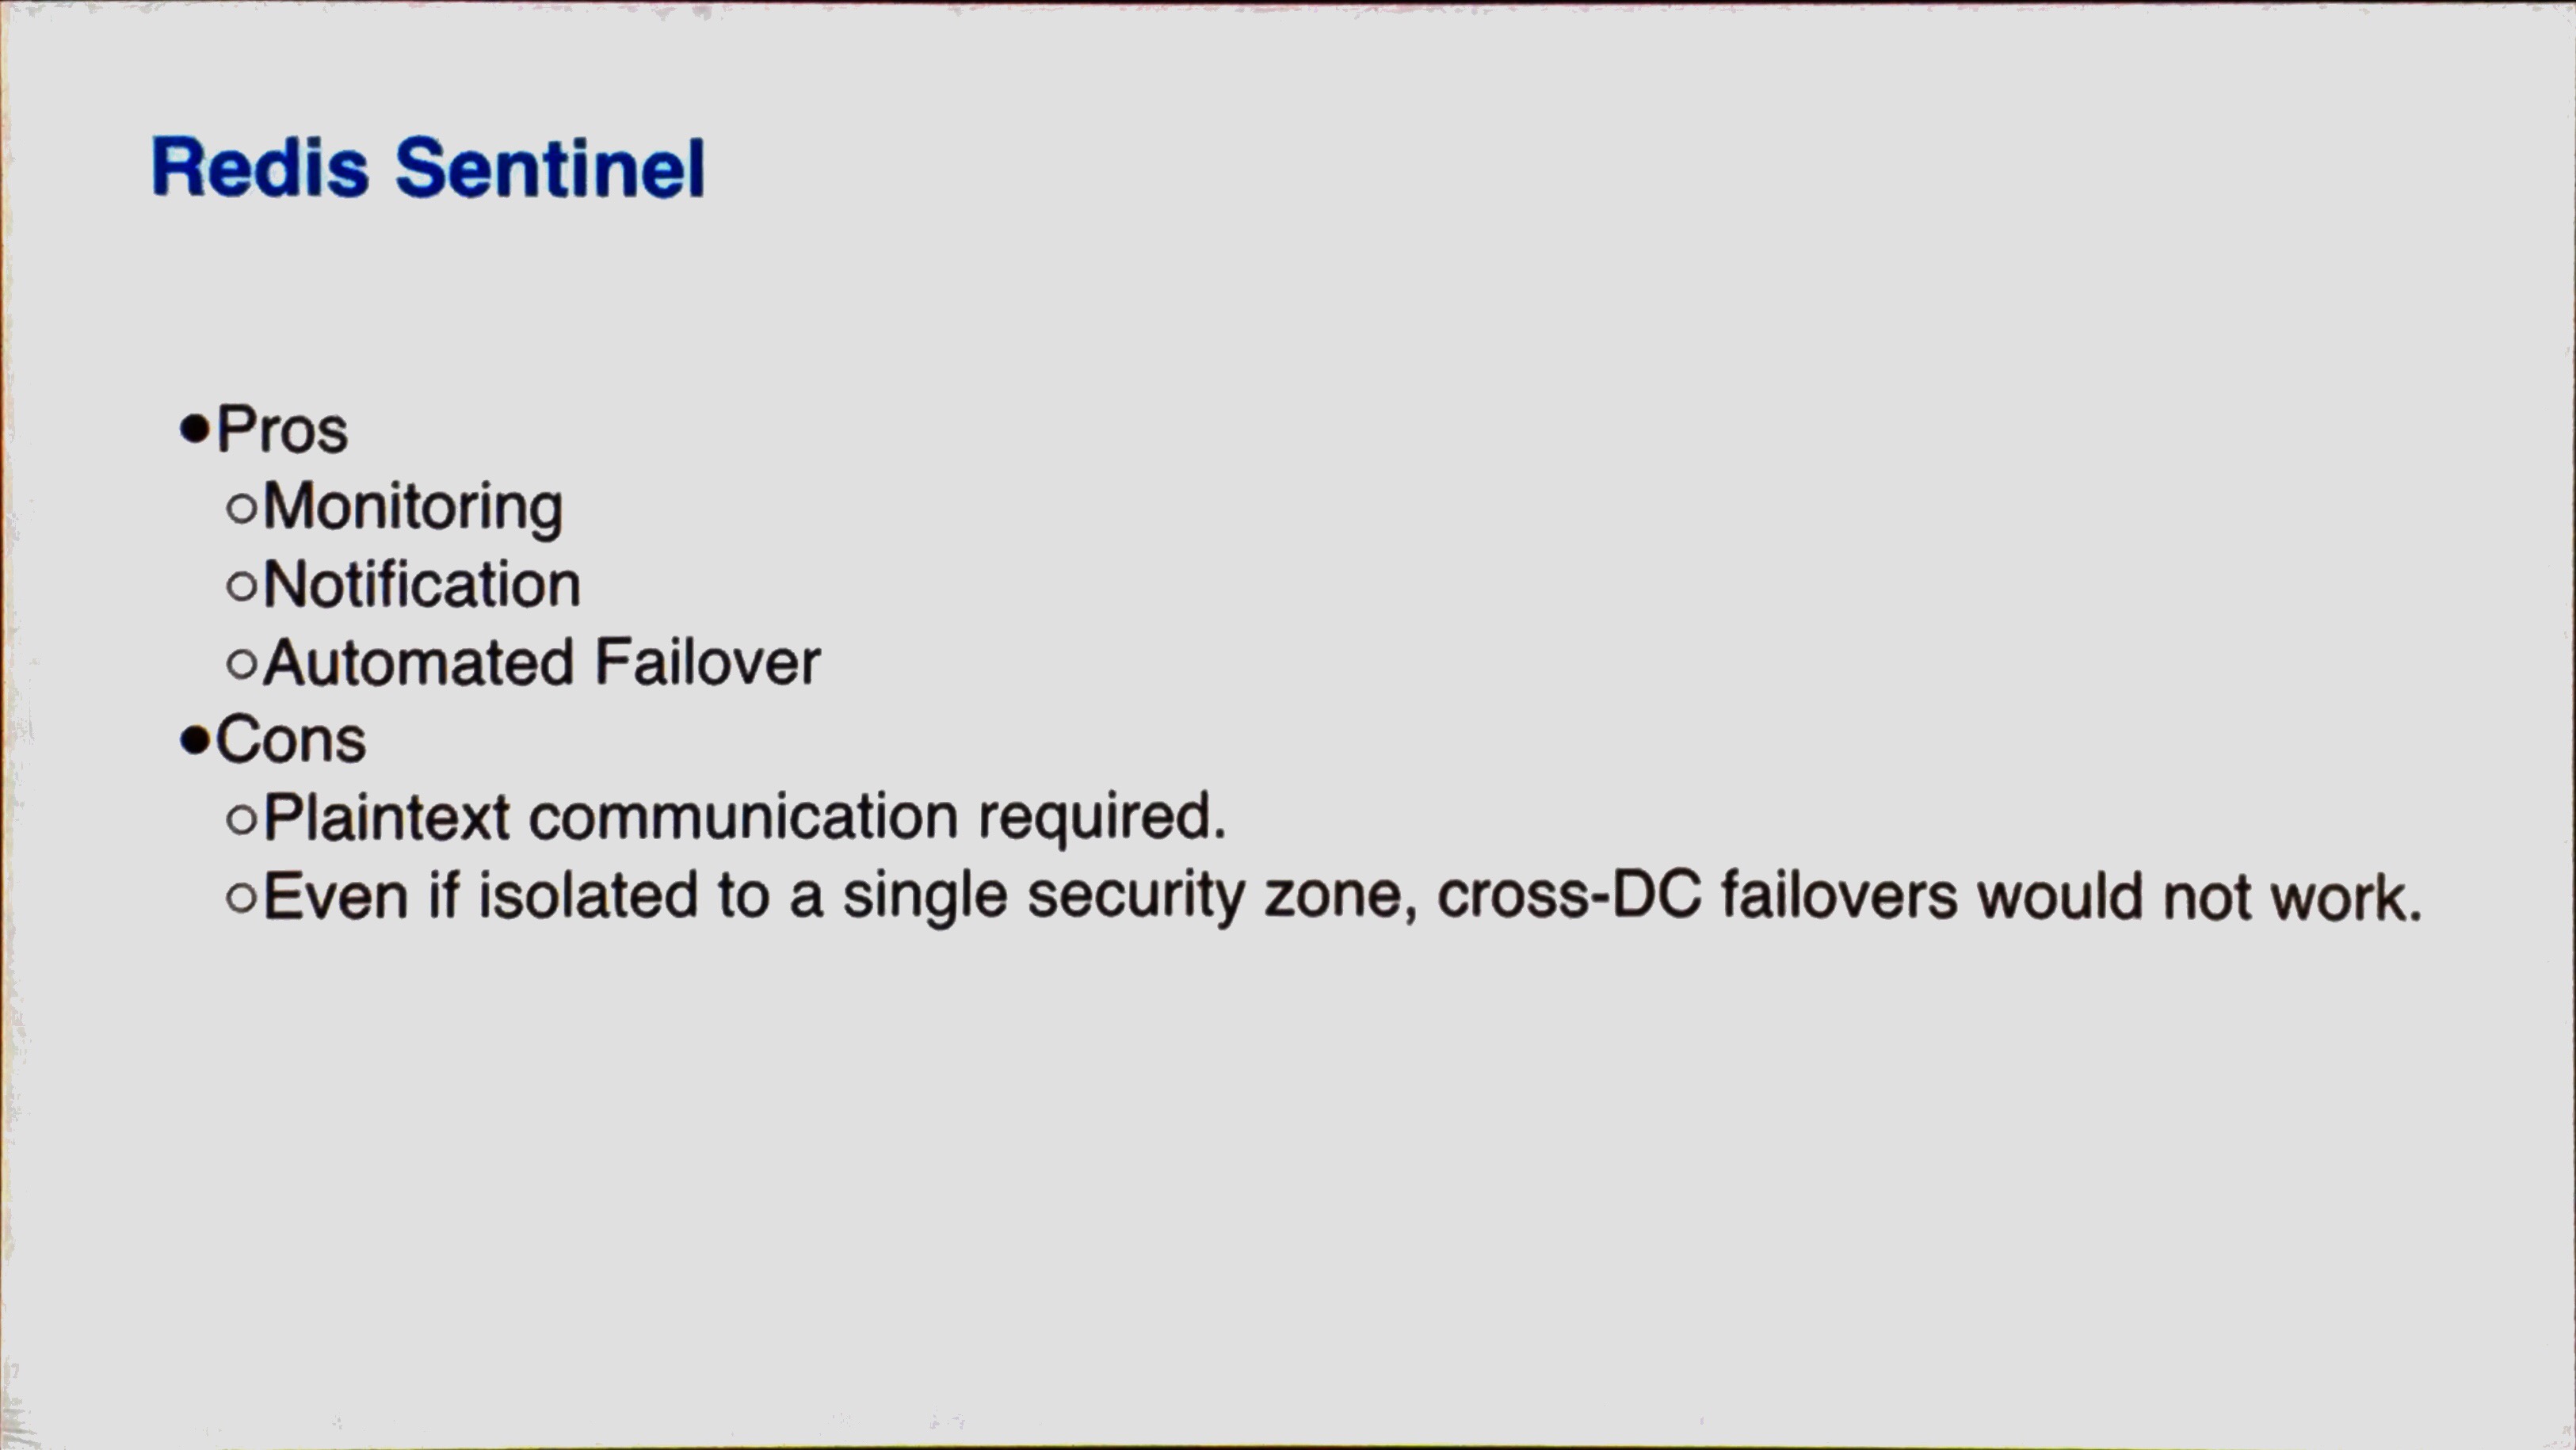 Redis Sentinel
●Pros
○Monitoring
○Notification
○Automated Failover
●Cons
○Plaintext communication required.
○Even if isolated to a single security zone, cross-DC failovers would not work.